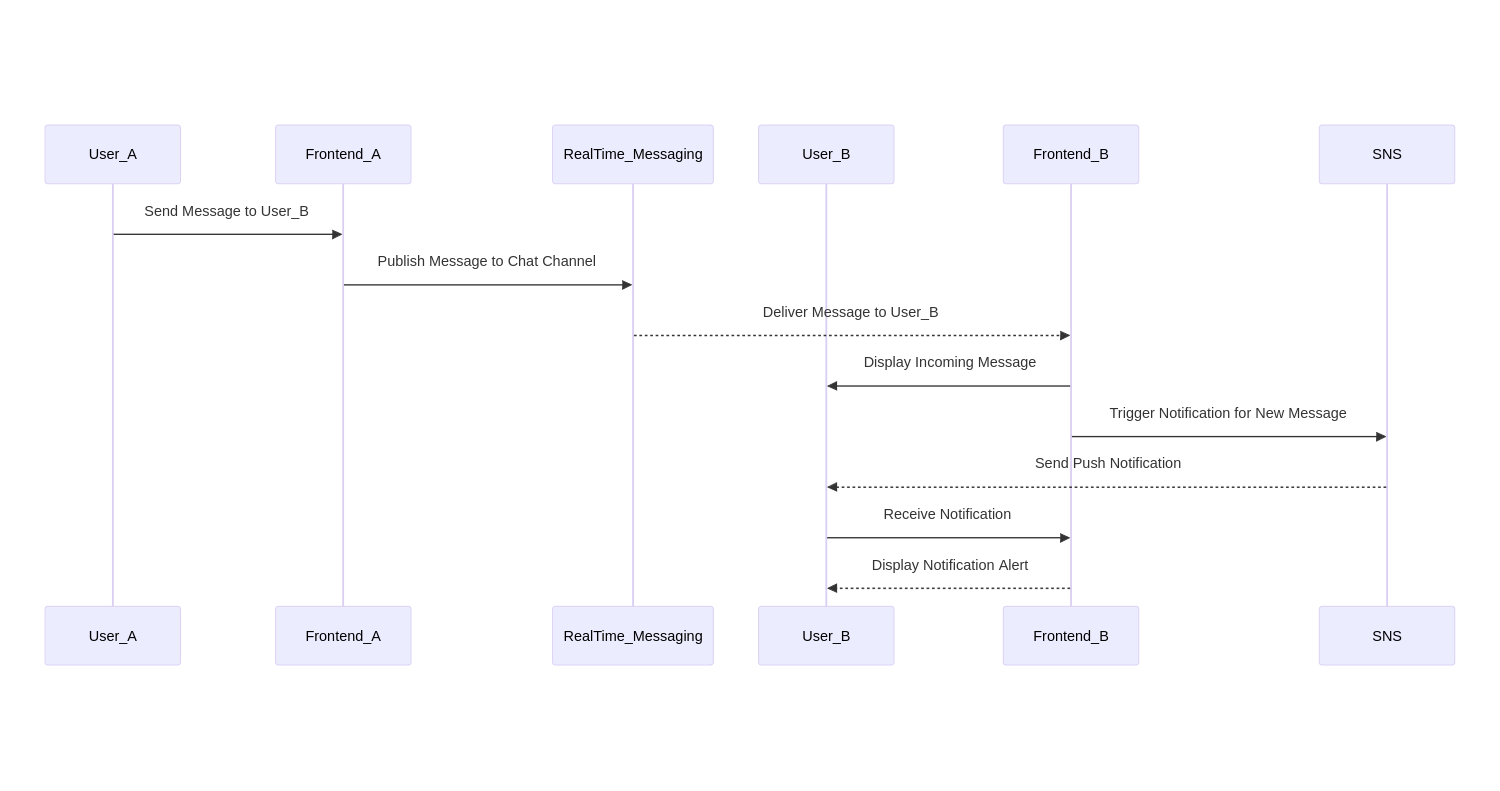 User_A
Frontend_A
RealTime_Messaging
User_B
Frontend_B
SNS
Send Message to User_B
Publish Message to Chat Channel
Deliver Message to User_B
Display Incoming Message
Trigger Notification for New Message
Send Push Notification
Receive Notification
Display Notification Alert
User_A
Frontend_A
RealTime_Messaging
User_B
Frontend_B
SNS